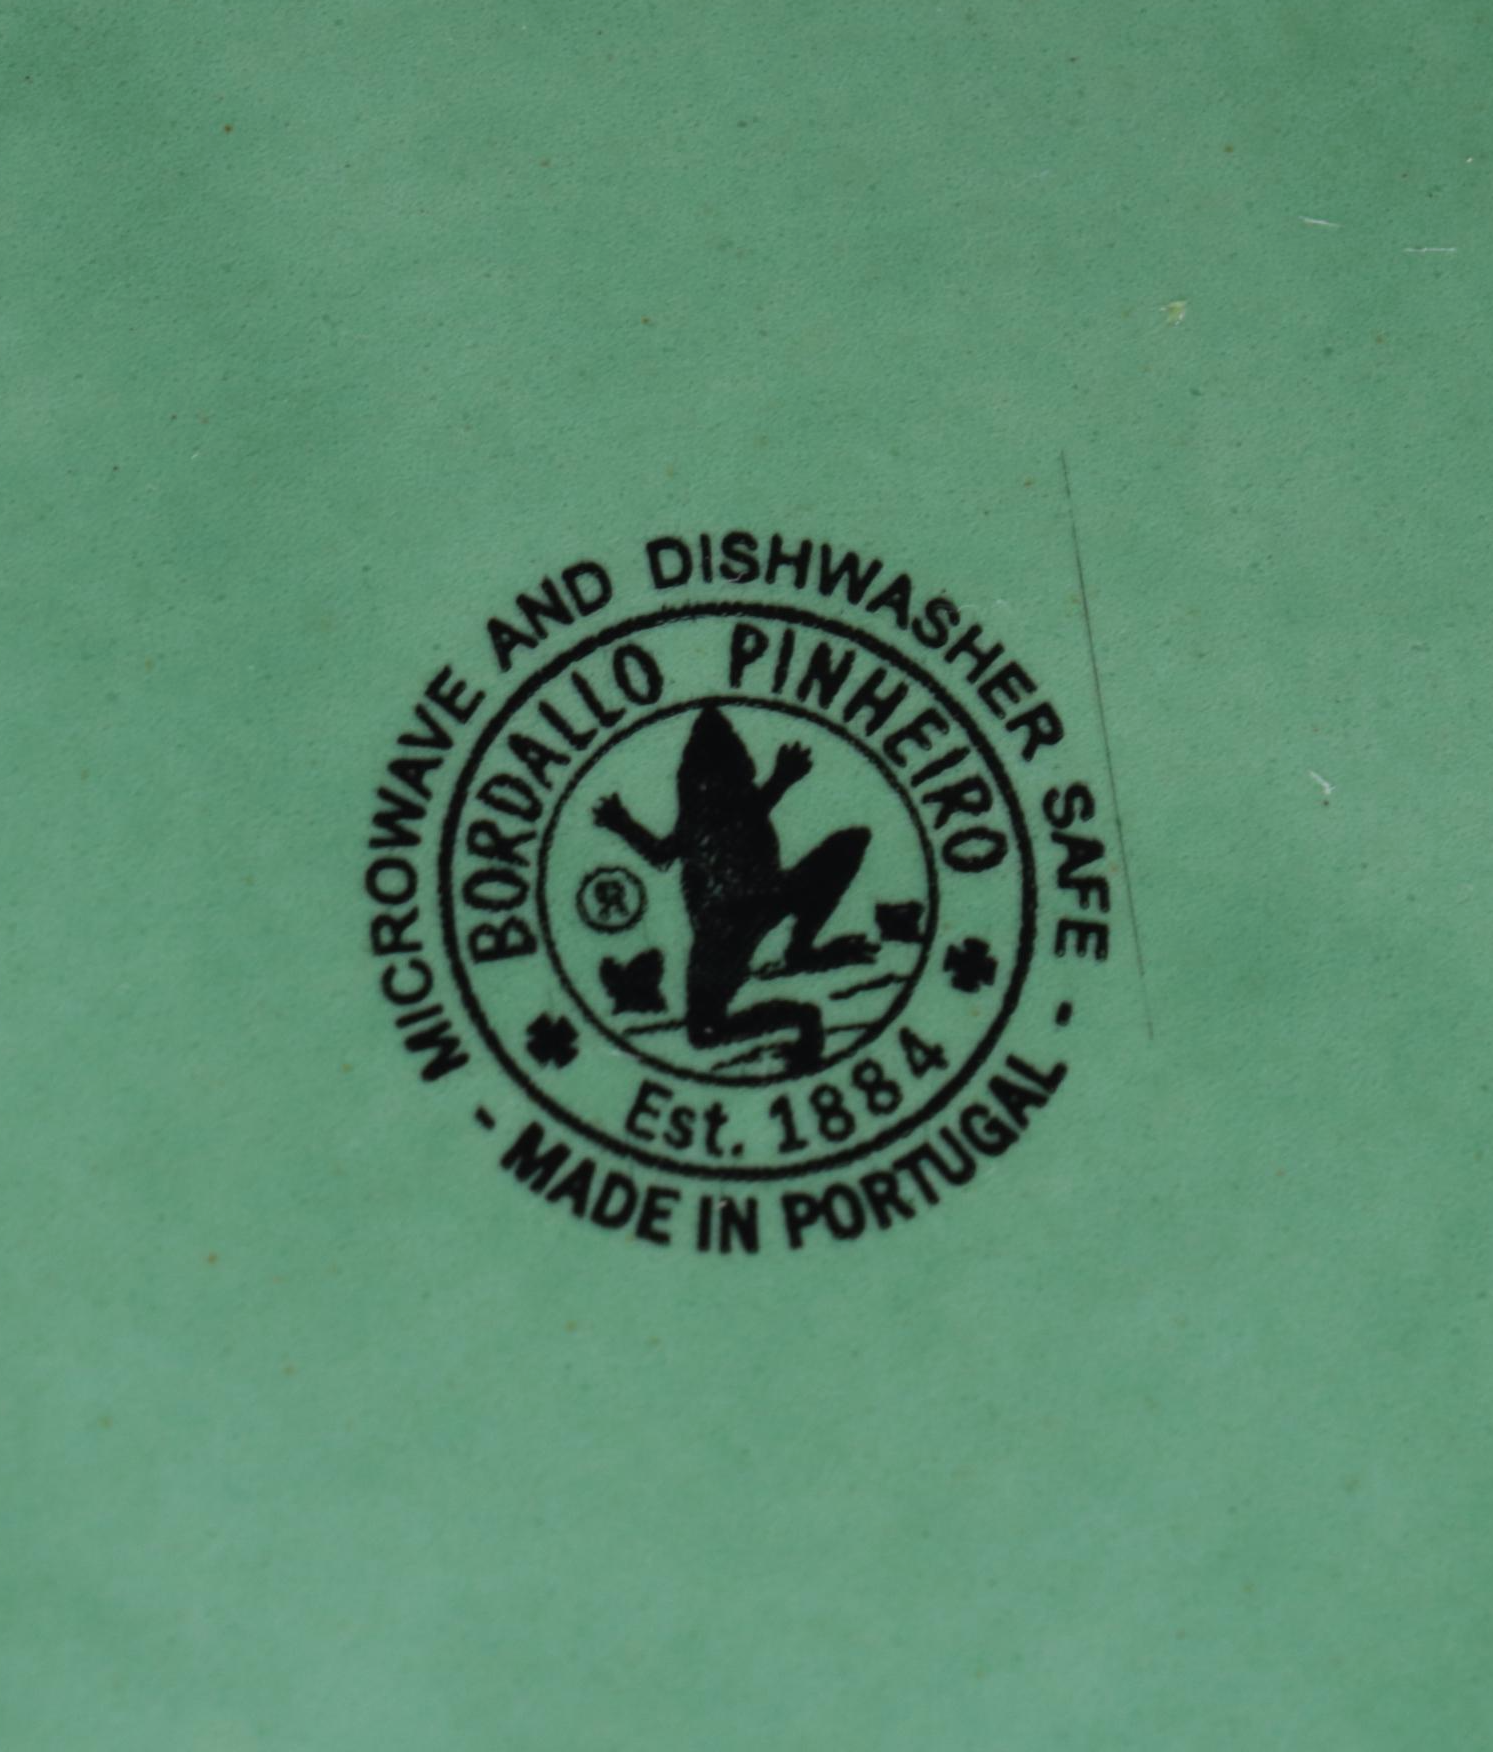 MICROWAVE AND DISHWASHER SAFE -
BORDALLO PINHEIRO
®
Est. 1884
- MADE IN PORTUGAL